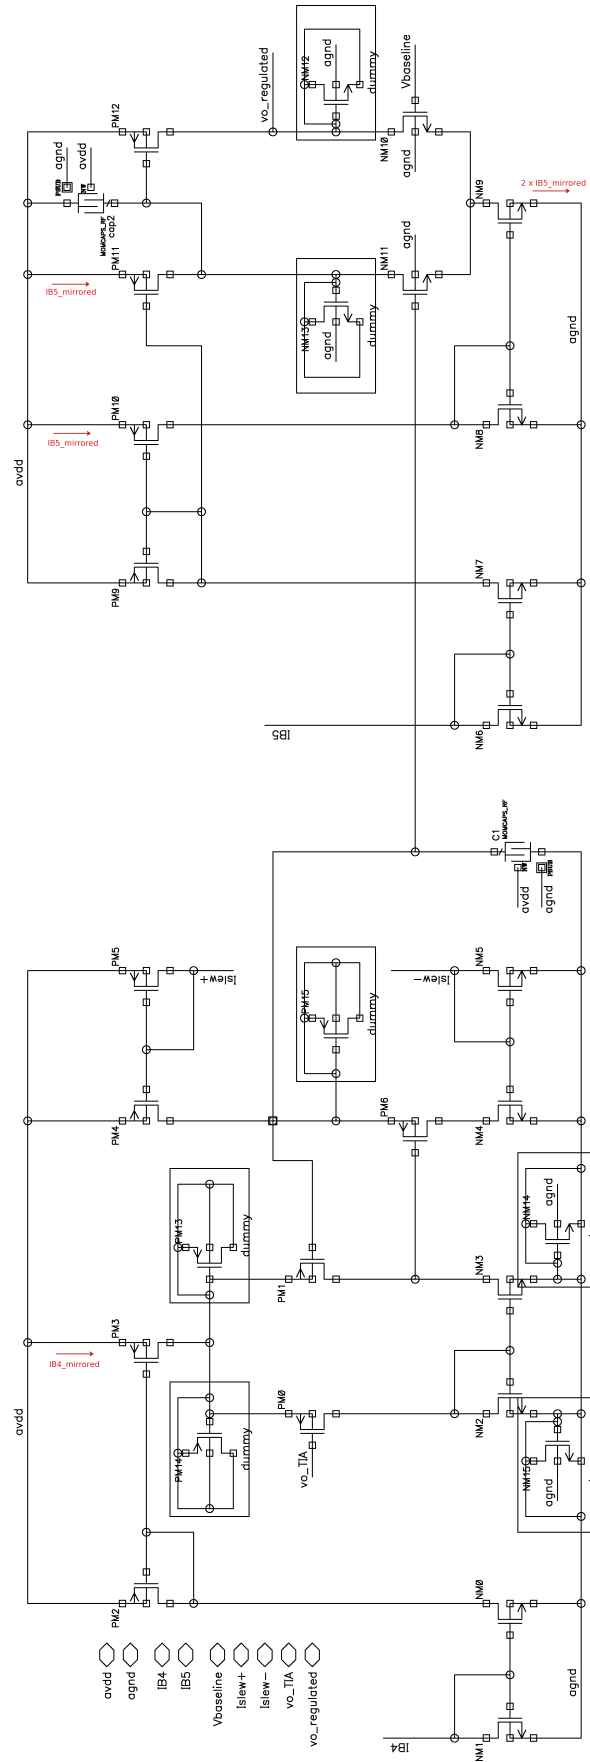 vo_regulated
agnd
NM12
dummy
Vbaseline
PM12
agnd
avdd
MOMCAPS_RF
cap2
NM10
agnd
NM9
2 x IB5_mirrored
PM11
IB5_mirrored
NM11
agnd
NM13
agnd
dummy
agnd
PM10
IB5_mirrored
NM8
avdd
PM9
NM7
IB5
NM6
C1
MOMCAPS_RF
avdd
agnd
PM5
Islew+
PM15
dummy
Islew-
NM5
PM4
PM6
NM4
PM13
dummy
PM1
NM14
agnd
NM3
PM3
IB4_mirrored
avdd
PM14
dummy
PM0
vo_TIA
NM2
NM15
agnd
PM2
NM0
agnd
IB4
NM1
avdd
agnd
IB4
IB5
Vbaseline
Islew+
Islew-
vo_TIA
vo_regulated